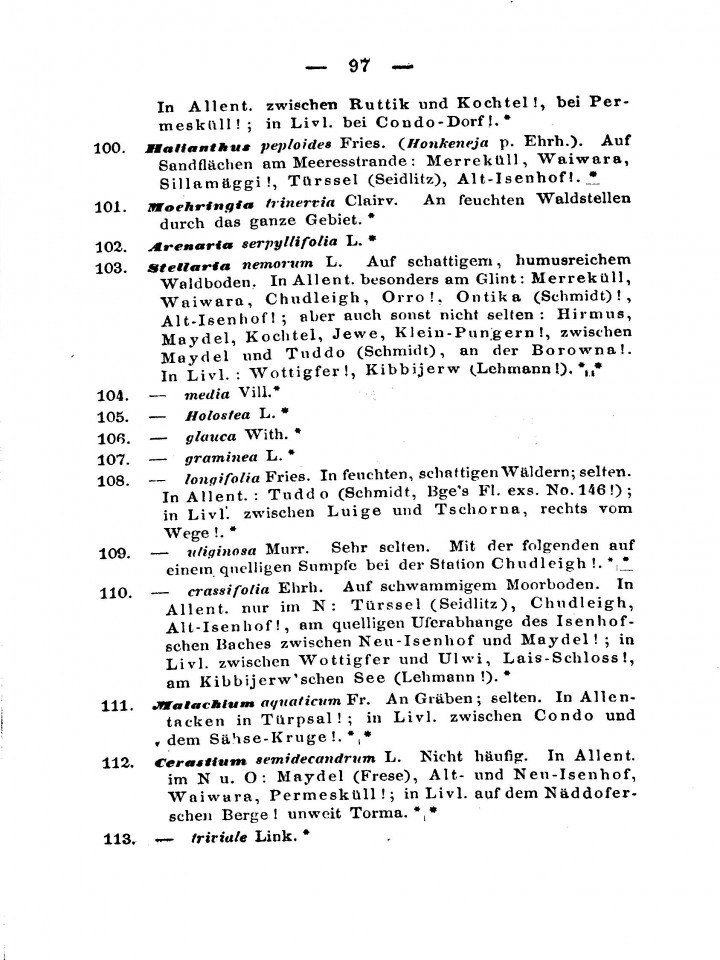 — 97 —
In Allent. zwischen Ruttik und Kochtel!, bei Per-
mesküll!; in Livl. bei Condo-Dorf!.*
100. Halianthus peploides Fries. (Honkeneja p. Ehrh.). Auf
Sandflächen am Meeresstrande: Merreküll, Waiwara,
Sillamäggi!, Türssel (Seidlitz), Alt-Isenhof!. *
101. Moehringia trinervia Clairv. An feuchten Waldstellen
durch das ganze Gebiet. *
102. Arenaria serpyllifolia L. *
103. Stellaria nemorum L. Auf schattigem, humusreichem
Waldboden. In Allent. besonders am Glint: Merreküll,
Waiwara, Chudleigh, Orro!, Ontika (Schmidt)!,
Alt-Isenhof!; aber auch sonst nicht selten: Hirmus,
Maydel, Kochtel, Jewe, Klein-Pungern!, zwischen
Maydel und Tuddo (Schmidt), an der Borowna!.
In Livl.: Wottigfer!, Kibbijerw (Lehmann!). *,,*
104. — media Vill.*
105. — Holostea L. *
106. — glauca With. *
107. — graminea L. *
108. — longifolia Fries. In feuchten, schattigen Wäldern; selten.
In Allent.: Tuddo (Schmidt, Bge's Fl. exs. No. 146!);
in Livl. zwischen Luige und Tschorna, rechts vom
Wege!. *
109. — uliginosa Murr. Sehr selten. Mit der folgenden auf
einem quelligen Sumpfe bei der Station Chudleigh!. *,*
110. — crassifolia Ehrh. Auf schwammigem Moorboden. In
Allent. nur im N: Türssel (Seidlitz), Chudleigh,
Alt-Isenhof!, am quelligen Uferabhange des Isenhof-
schen Baches zwischen Neu-Isenhof und Maydel!; in
Livl. zwischen Wottigfer und Ulwi, Lais-Schloss!,
am Kibbijerw'schen See (Lehmann!). *
111. Malachium aquaticum Fr. An Gräben; selten. In Allen-
tacken in Türpsal!; in Livl. zwischen Condo und
dem Sähse-Kruge!. *,*
112. Cerastium semidecandrum L. Nicht häufig. In Allent.
im N u. O: Maydel (Frese), Alt- und Neu-Isenhof,
Waiwara, Permesküll!; in Livl. auf dem Näddofer-
schen Berge! unweit Torma. *,*
113. — triviale Link. *